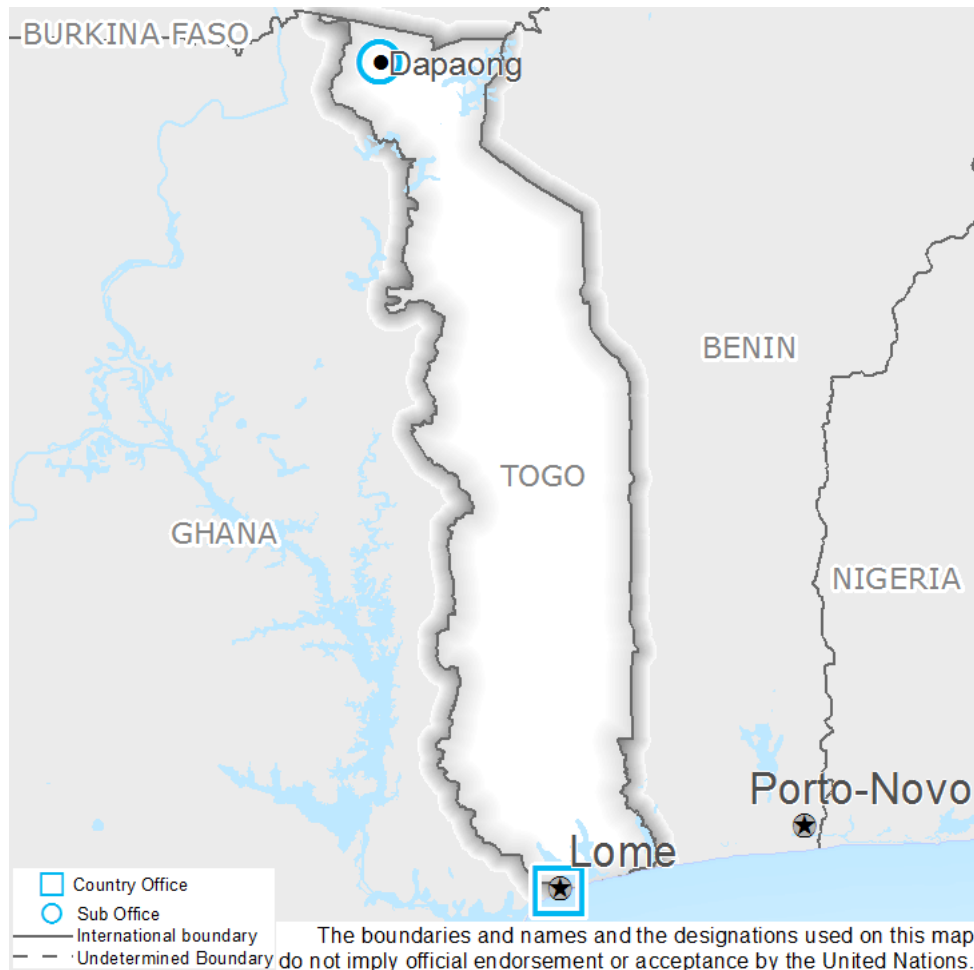 BURKINA FASO
Dapaong
BENIN
TOGO
GHANA
NIGERIA
Porto-Novo
Lome
Country Office
Sub Office
International boundary
Undetermined Boundary
The boundaries and names and the designations used on this map
do not imply official endorsement or acceptance by the United Nations.